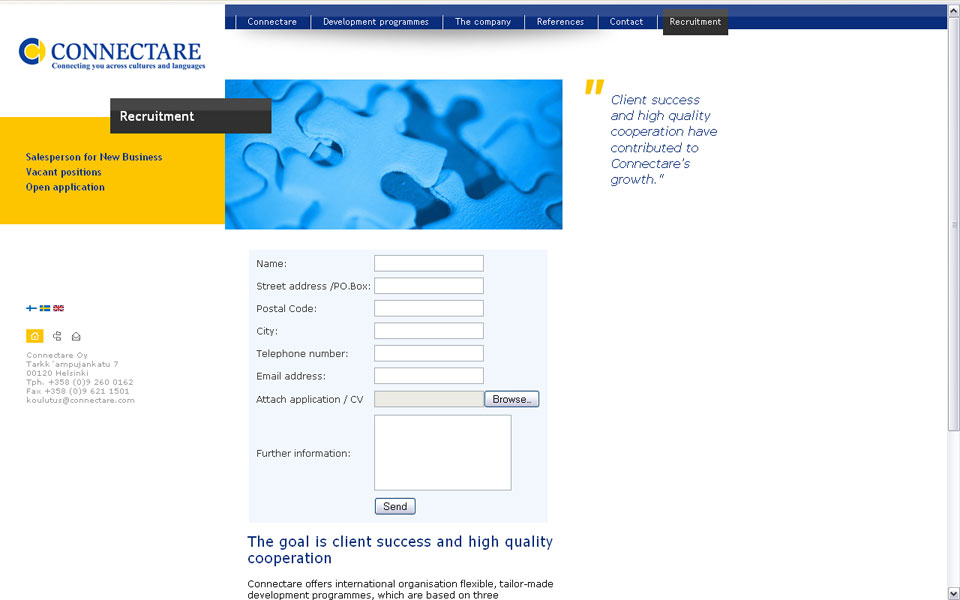 Connectare
Development programmes
The company
References
Contact
Recruitment
CONNECTARE
Connecting you across cultures and languages
Recruitment
Salesperson for New Business
Vacant positions
Open application
"
Client success
and high quality
cooperation have
contributed to
Connectare's
growth."
Name:
Street address /PO.Box:
Postal Code:
City:
Telephone number:
Email address:
Attach application / CV
Browse..
Further information:
Send
Connectare Oy
Tarkk´ampujankatu 7
00120 Helsinki
Tph. +358 (0)9 260 0162
Fax +358 (0)9 621 1501
koulutus@connectare.com
The goal is client success and high quality
cooperation
Connectare offers international organisation flexible, tailor-made
development programmes, which are based on three